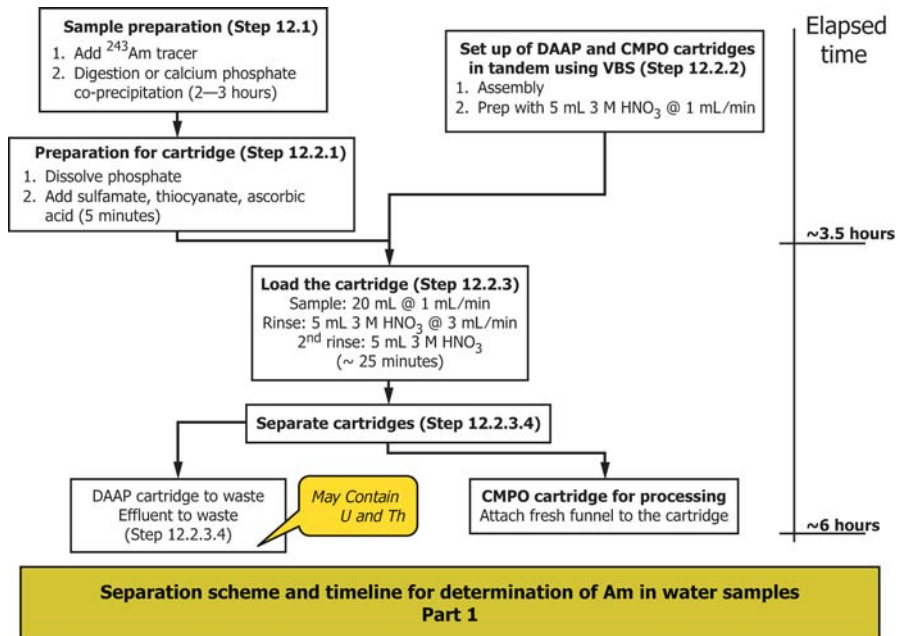 Sample preparation (Step 12.1)
1. Add 243Am tracer
2. Digestion or calcium phosphate
co-precipitation (2—3 hours)
Set up of DAAP and CMPO cartridges
in tandem using VBS (Step 12.2.2)
1. Assembly
2. Prep with 5 mL 3 M HNO3 @ 1 mL/min
Elapsed
time
Preparation for cartridge (Step 12.2.1)
1. Dissolve phosphate
2. Add sulfamate, thiocyanate, ascorbic
acid (5 minutes)
~3.5 hours
Load the cartridge (Step 12.2.3)
Sample: 20 mL @ 1 mL/min
Rinse: 5 mL 3 M HNO3 @ 3 mL/min
2nd rinse: 5 mL 3 M HNO3
(~ 25 minutes)
Separate cartridges (Step 12.2.3.4)
DAAP cartridge to waste
Effluent to waste
(Step 12.2.3.4)
May Contain
U and Th
CMPO cartridge for processing
Attach fresh funnel to the cartridge
~6 hours
Separation scheme and timeline for determination of Am in water samples
Part 1